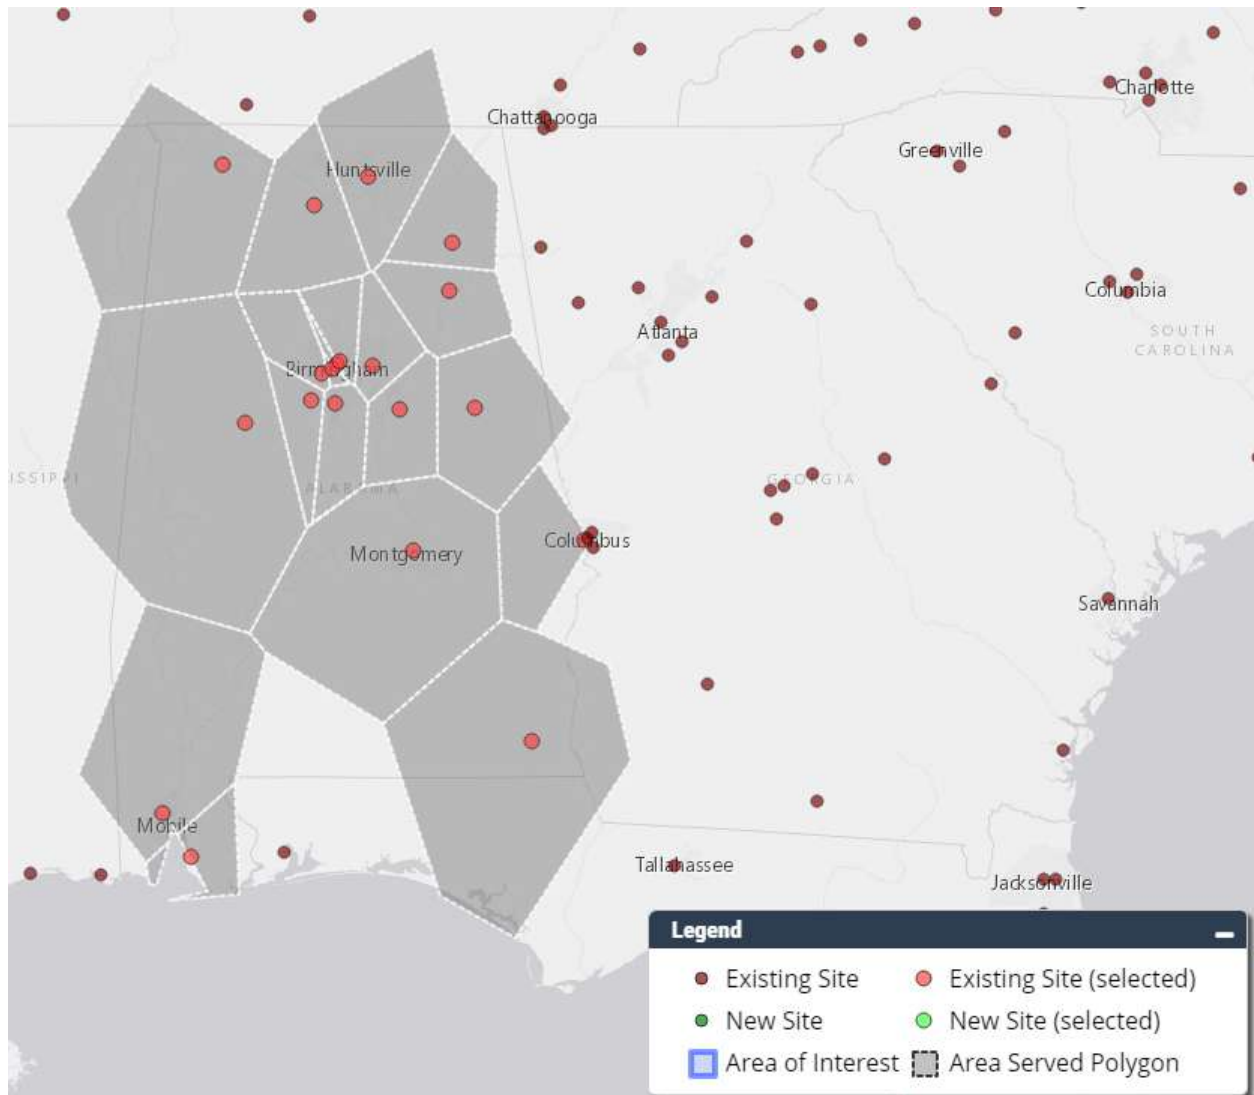 Chattanooga
Charlotte
Huntsville
Greenville
Columbia
Atlanta
SOUTH
CAROLINA
Birmingham
ISSIPPI
ALABAMA
GEORGIA
Montgomery
Columbus
Savannah
Mobile
Tallahassee
Jacksonville
Legend
Existing Site
Existing Site (selected)
New Site
New Site (selected)
Area of Interest
Area Served Polygon